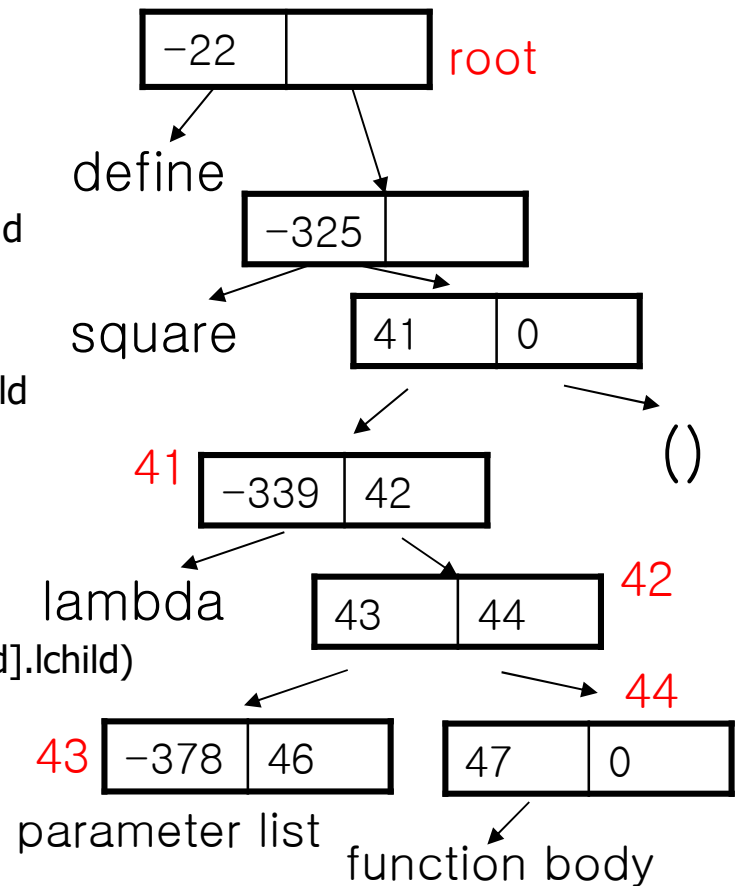 -22
root
define
d
-325
square
41 0
ld
()
41
-339 42
lambda
42
43 44
d].lchild)
44
43
-378 46
47 0
parameter list
function body